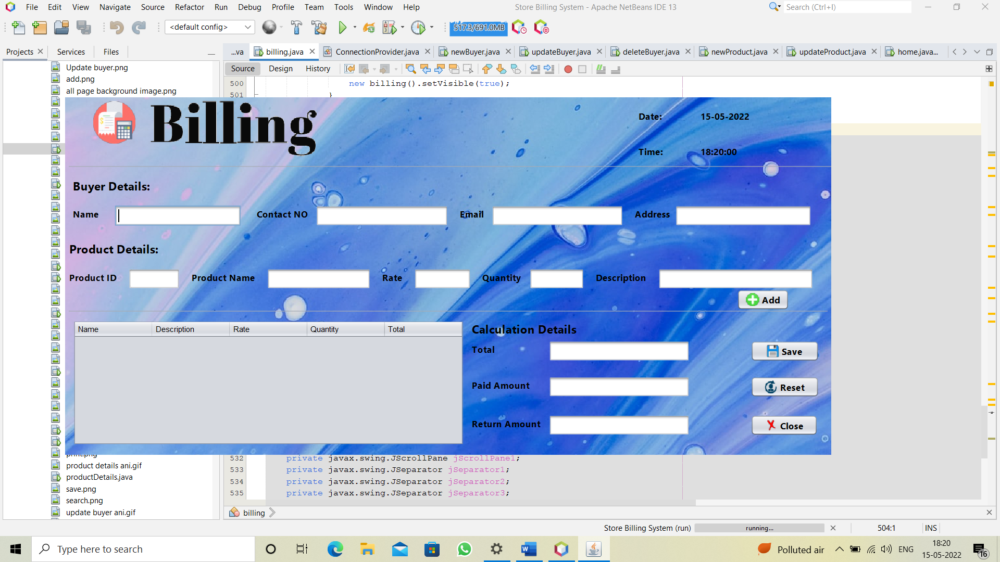 File Edit View Navigate Source Refactor Run Debug Profile Team Tools Window Help
Store Billing System - Apache NetBeans IDE 13
Search (Ctrl+I)
<default config>
517.3/691.0MB
Projects Services Files
...va billing.java ConnectionProvider.java newBuyer.java updateBuyer.java deleteBuyer.java newProduct.java updateProduct.java home.java...
Source Design History
Update buyer.png
add.png
all page background image.png
500 new billing().setVisible(true);
501 }
Billing
Date: 15-05-2022
Time: 18:20:00
Buyer Details:
Name Contact NO Email Address
Product Details:
Product ID Product Name Rate Quantity Description
Add
Name Description Rate Quantity Total
Calculation Details
Total
Save
Paid Amount
Reset
Return Amount
Close
print.png
product details ani.gif
productDetails.java
save.png
search.png
update buyer ani.gif
532 private javax.swing.JScrollPane jScrollPane1;
533 private javax.swing.JSeparator jSeparator1;
534 private javax.swing.JSeparator jSeparator2;
535 private javax.swing.JSeparator jSeparator3;
billing
Store Billing System (run) running... 504:1 INS
Type here to search
Polluted air
ENG
18:20
15-05-2022
16